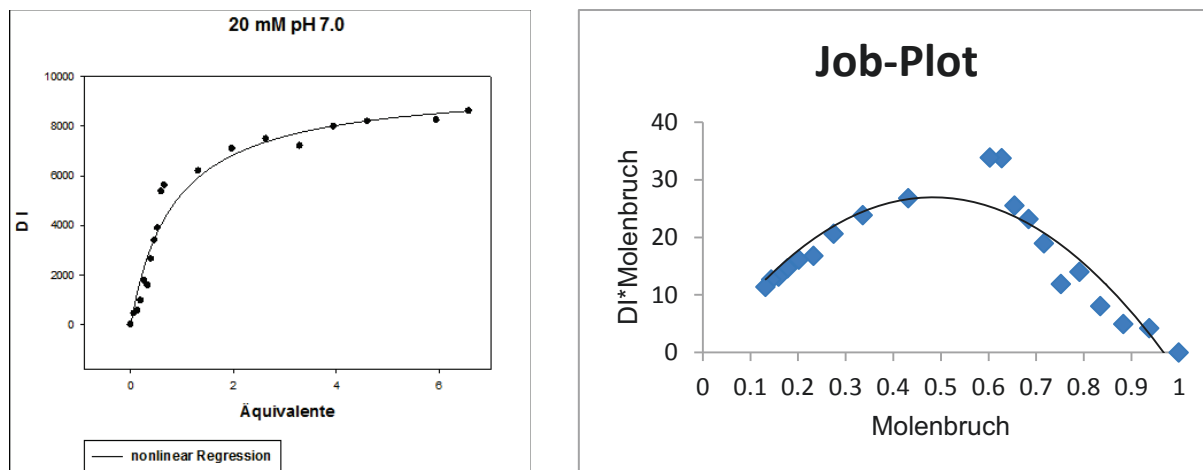 20 mM pH 7.0
D I
10000
8000
6000
4000
2000
0
0 2 4 6
Äquivalente
nonlinear Regression
Job-Plot
DI*Molenbruch
40
30
20
10
0
0 0.1 0.2 0.3 0.4 0.5 0.6 0.7 0.8 0.9 1
Molenbruch